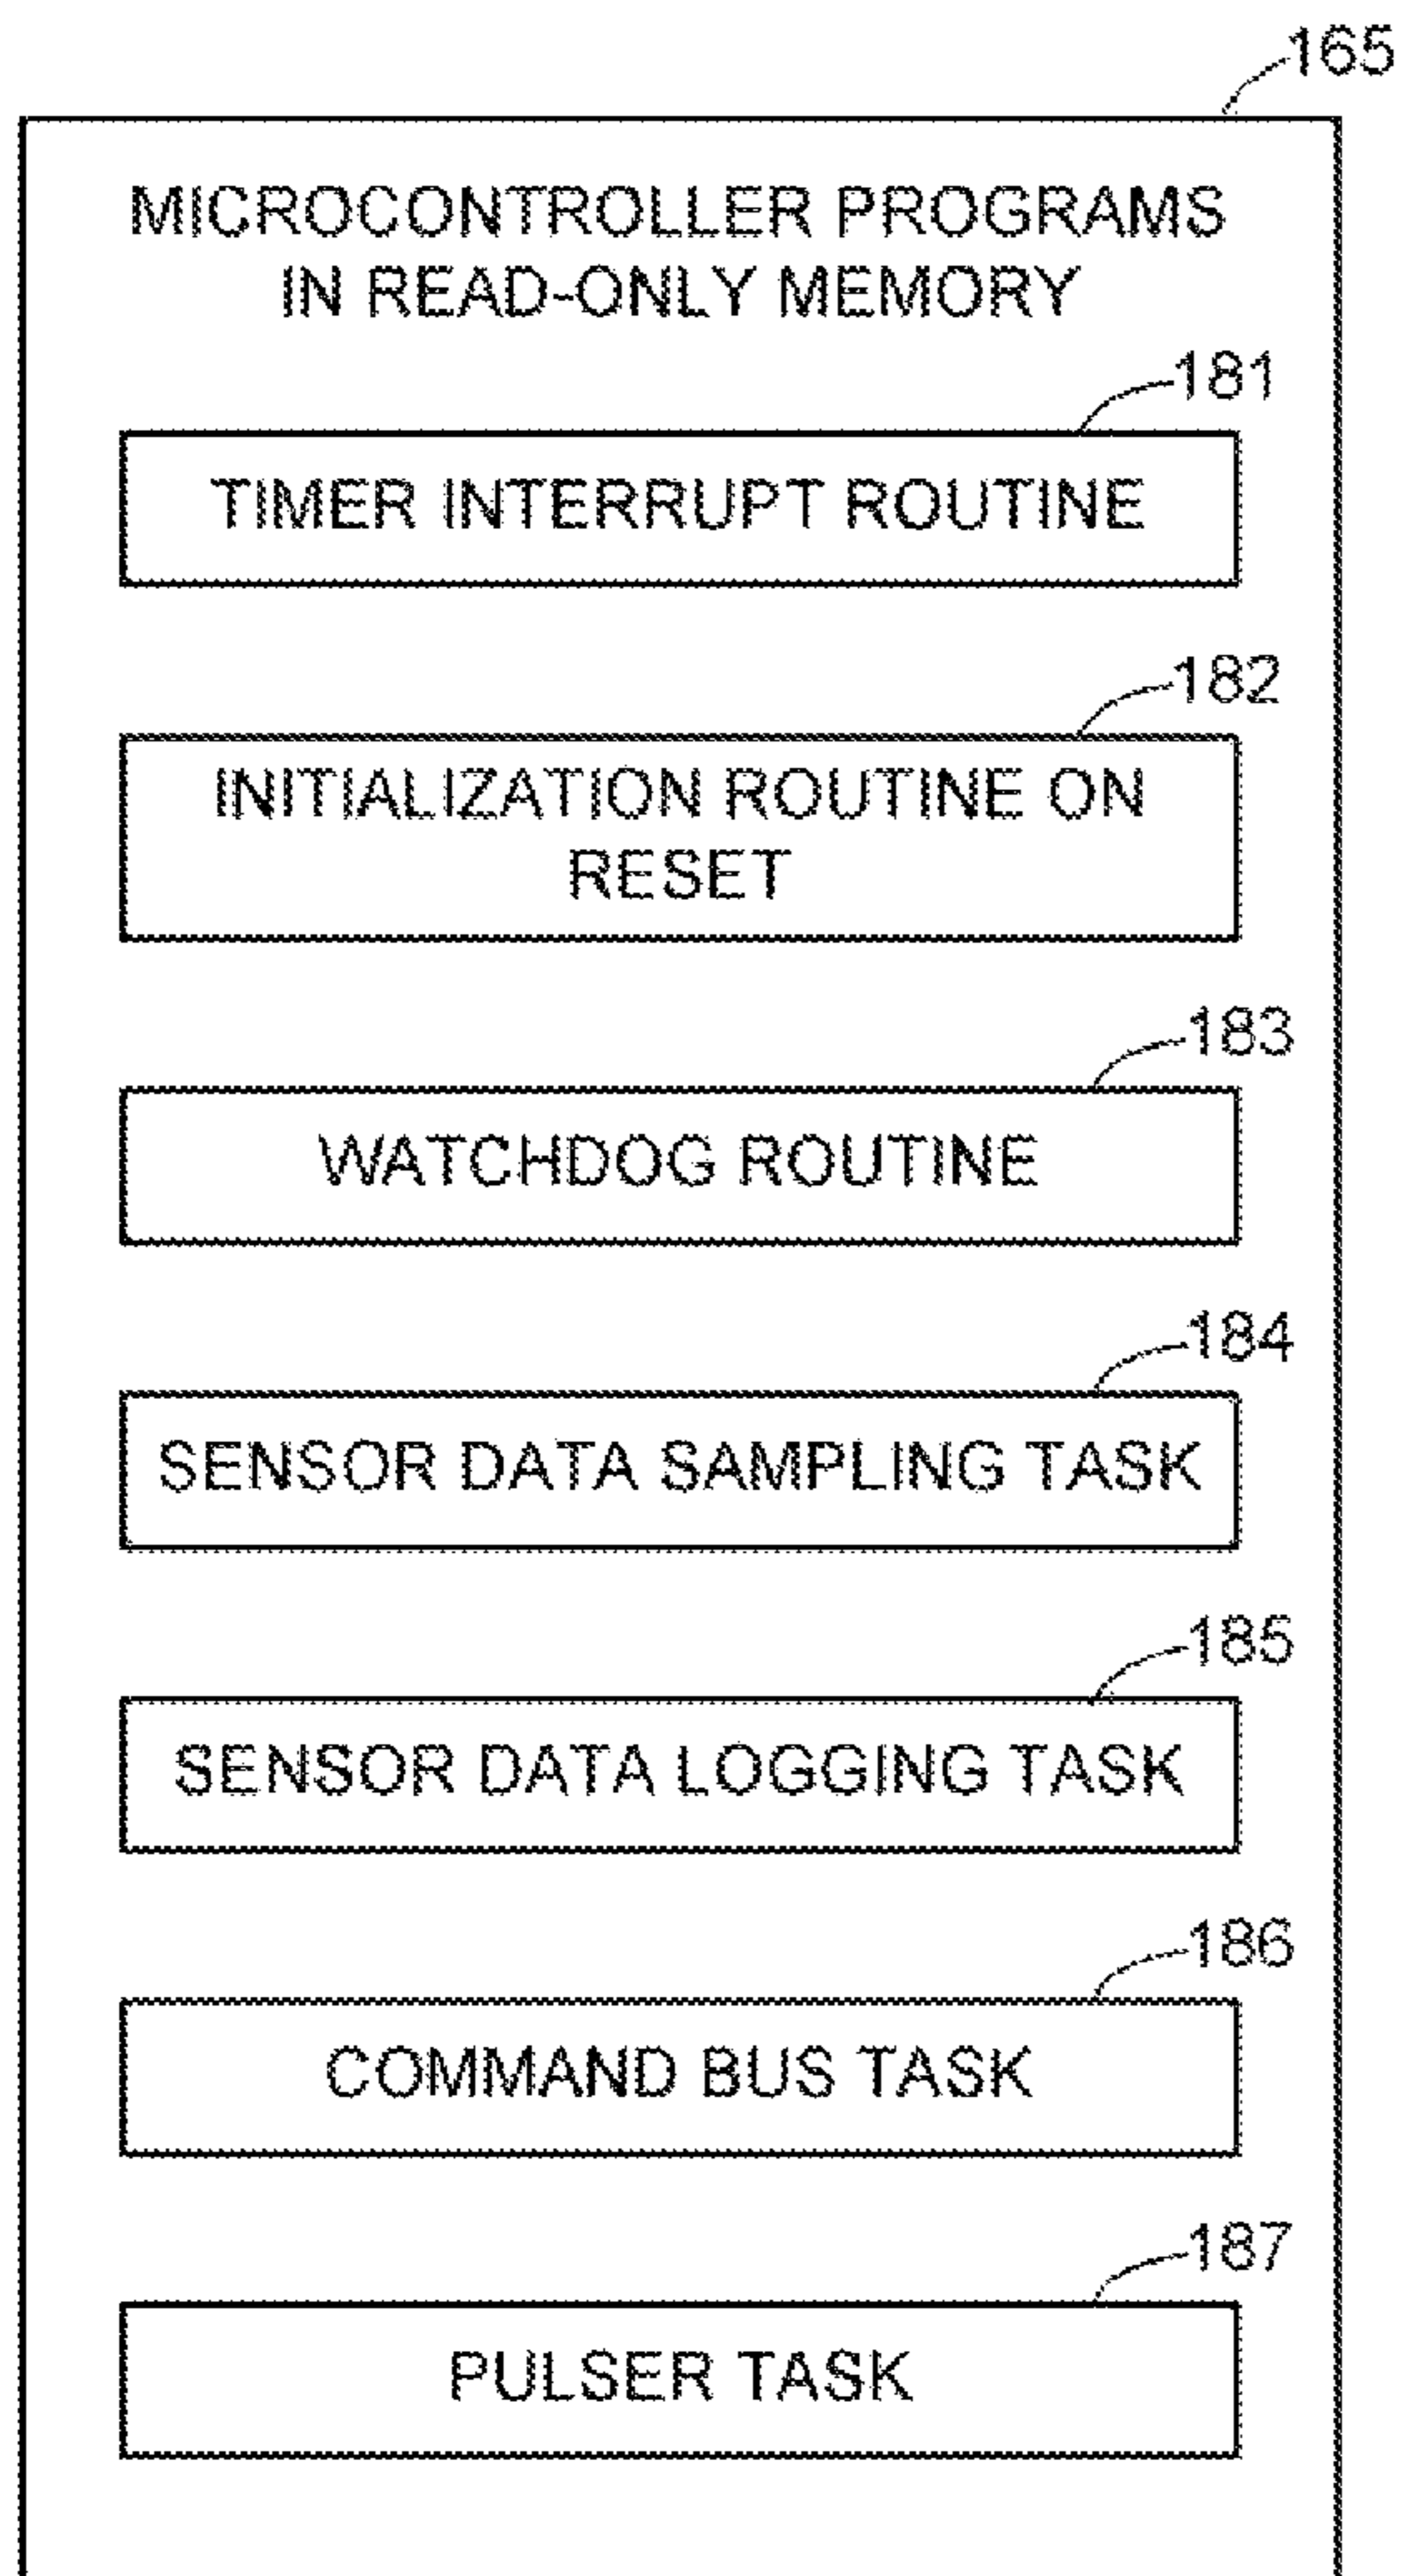 165
MICROCONTROLLER PROGRAMS
IN READ-ONLY MEMORY
181
TIMER INTERRUPT ROUTINE
182
INITIALIZATION ROUTINE ON
RESET
183
WATCHDOG ROUTINE
184
SENSOR DATA SAMPLING TASK
185
SENSOR DATA LOGGING TASK
186
COMMAND BUS TASK
187
PULSER TASK